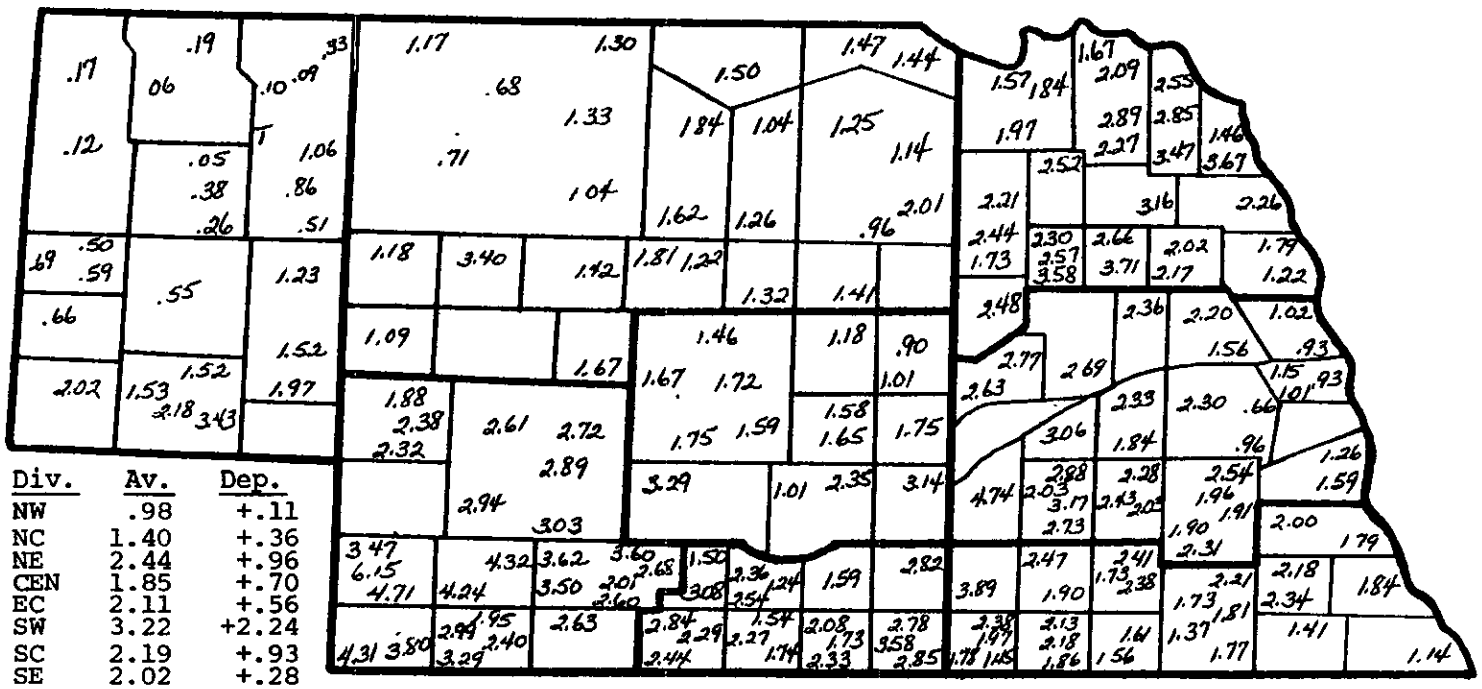 .17 .19 .33
.06 .10 .09
.12 T 1.06
.05 .86
.38
.26 .51
.69 .50
.59
.55 1.23
.66
1.52
2.02 1.52 1.97
1.53
2.18 3.43
1.17 1.30
.68
1.33
.71
1.04
1.50 1.47 1.44
1.84 1.04 1.25
1.14
1.62 1.26 2.01
.96
1.18 3.40 1.42 1.81 1.22
1.32 1.41
1.09 1.67
1.57 1.84 1.67
2.09 2.55
1.97 2.89 2.85 1.46
2.27 3.47 3.67
2.52
2.21 3.16 2.26
2.44 2.30 2.66 2.02 1.79
1.73 2.57 3.71 2.17 1.22
3.58
2.48 2.36 2.20 1.02
1.56 .93
2.77 2.69 1.15
2.63 1.01 .93
2.33 2.30 .66
3.06 1.84 .96
1.26
1.59
4.74 2.88 2.28 2.54
2.03 3.17 2.43 2.03 1.96
2.73 1.91
1.90
2.31
1.46 1.18 .90
1.67 1.72 1.01
1.75 1.59 1.58 1.75
1.65
3.29 1.01 2.35 3.14
1.88
2.38
2.32
2.61 2.72
2.89
2.94
3.03
3.47
6.15
4.71 4.24 4.32
3.62 3.60
3.50 2.01 2.68
2.60
1.50
3.08
2.36 1.24
2.54
1.59 2.82
3.89 2.47 2.41
1.90 1.73 2.38
2.00
1.79
2.18 1.84
2.34
2.21
1.73 1.81
1.37
1.77
1.41 1.14
4.31 3.80 1.95
2.99 2.40
3.29
2.63 2.84
2.29
2.44
1.54
2.27
1.74
2.08
1.73
2.33
2.78
3.58
2.85
2.38
1.97
1.78 1.45
2.13
2.18
1.86
1.61
1.56
Div. Av. Dep.
NW .98 +.11
NC 1.40 +.36
NE 2.44 +.96
CEN 1.85 +.70
EC 2.11 +.56
SW 3.22 +2.24
SC 2.19 +.93
SE 2.02 +.28